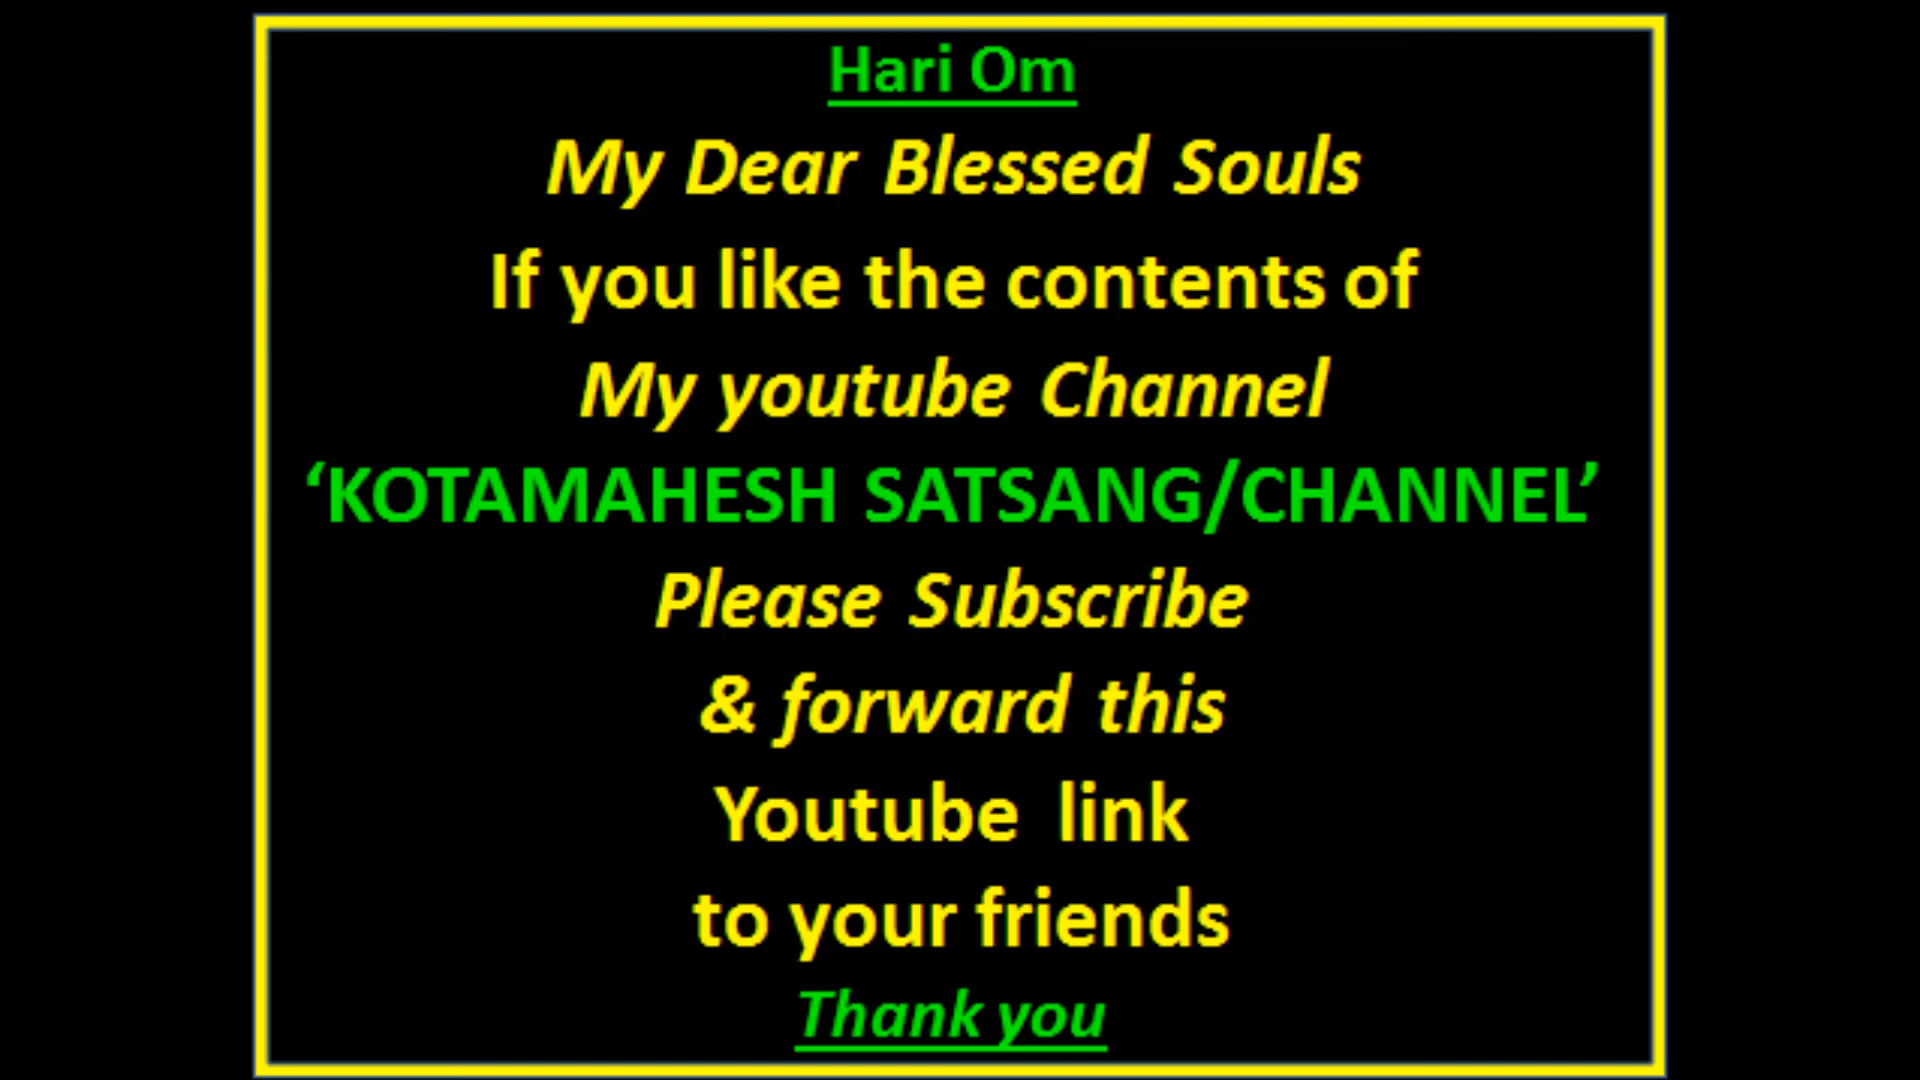 Hari Om
My Dear Blessed Souls
If you like the contents of
My youtube Channel
‘KOTAMAHESH SATSANG/CHANNEL’
Please Subscribe
& forward this
Youtube link
to your friends
Thank you